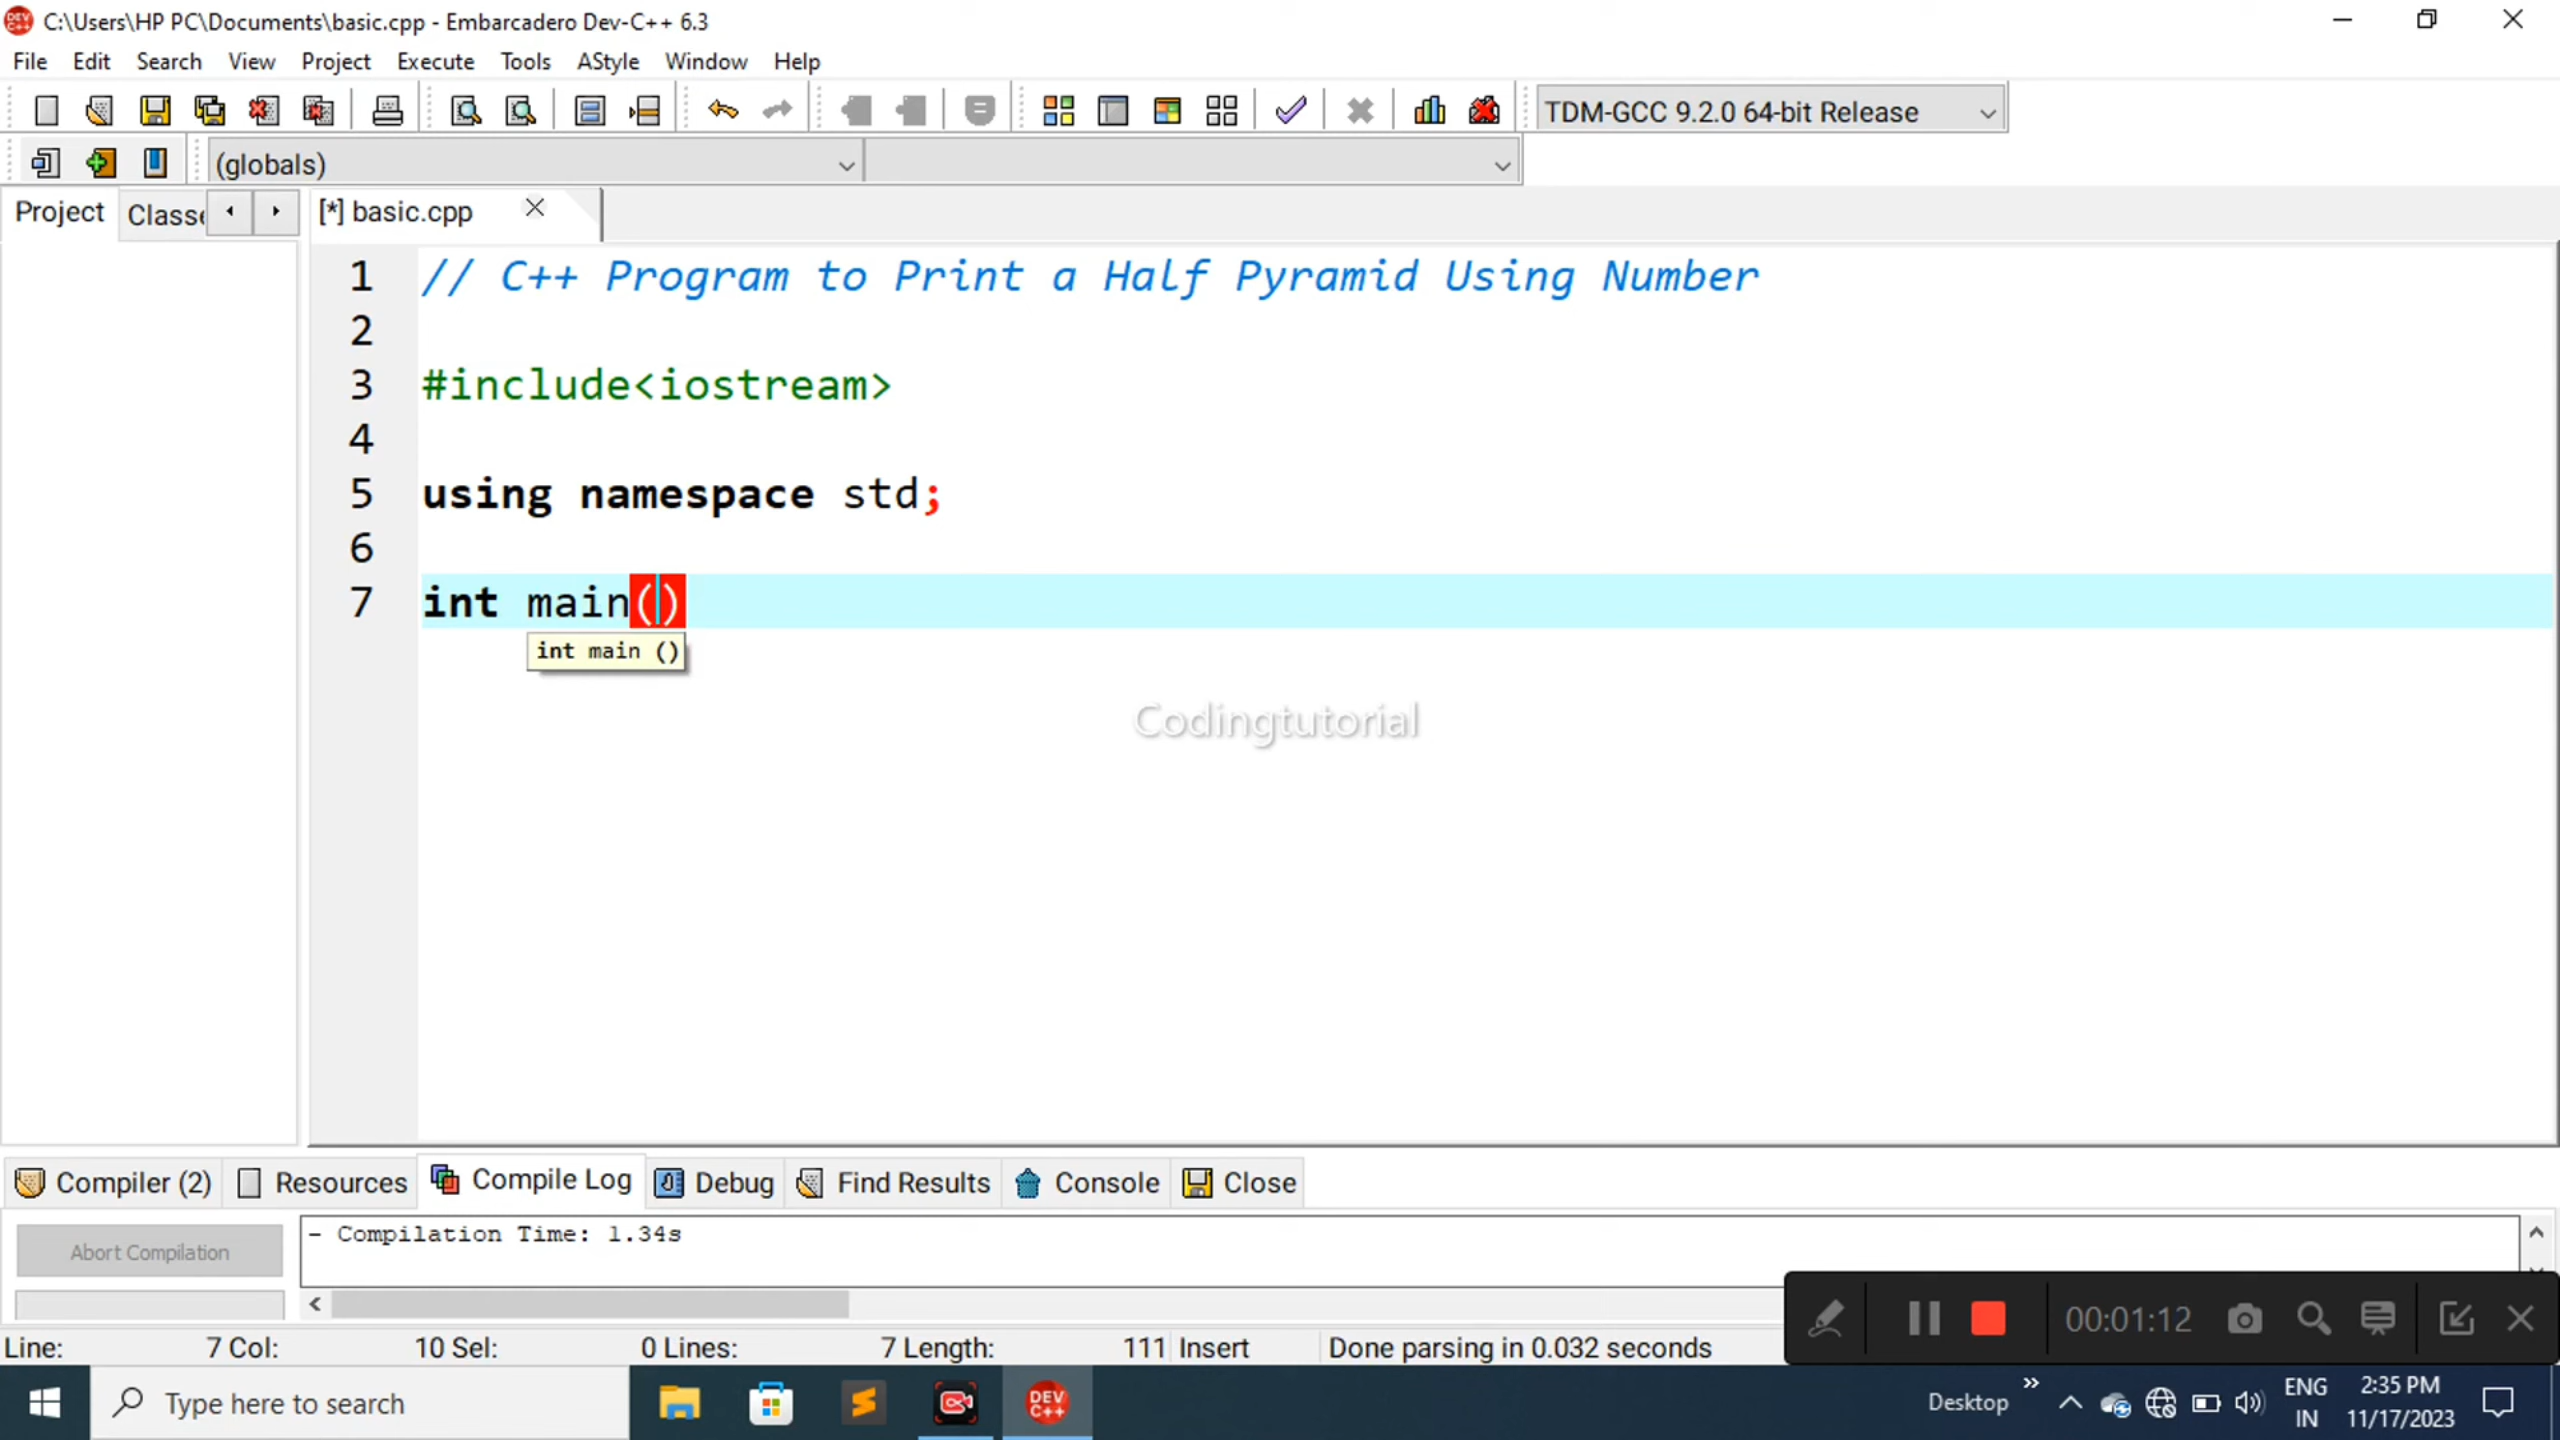 C:\Users\HP PC\Documents\basic.cpp - Embarcadero Dev-C++ 6.3
File Edit Search View Project Execute Tools AStyle Window Help
TDM-GCC 9.2.0 64-bit Release
(globals)
Project Classe [*] basic.cpp
1 // C++ Program to Print a Half Pyramid Using Number
2
3 #include<iostream>
4
5 using namespace std;
6
7 int main()
int main ()
Codingtutorial
Compiler (2) Resources Compile Log Debug Find Results Console Close
Abort Compilation
- Compilation Time: 1.34s
00:01:12
Line: 7 Col: 10 Sel: 0 Lines: 7 Length: 111 Insert Done parsing in 0.032 seconds
Type here to search
DEV C++
Desktop
ENG
IN
2:35 PM
11/17/2023